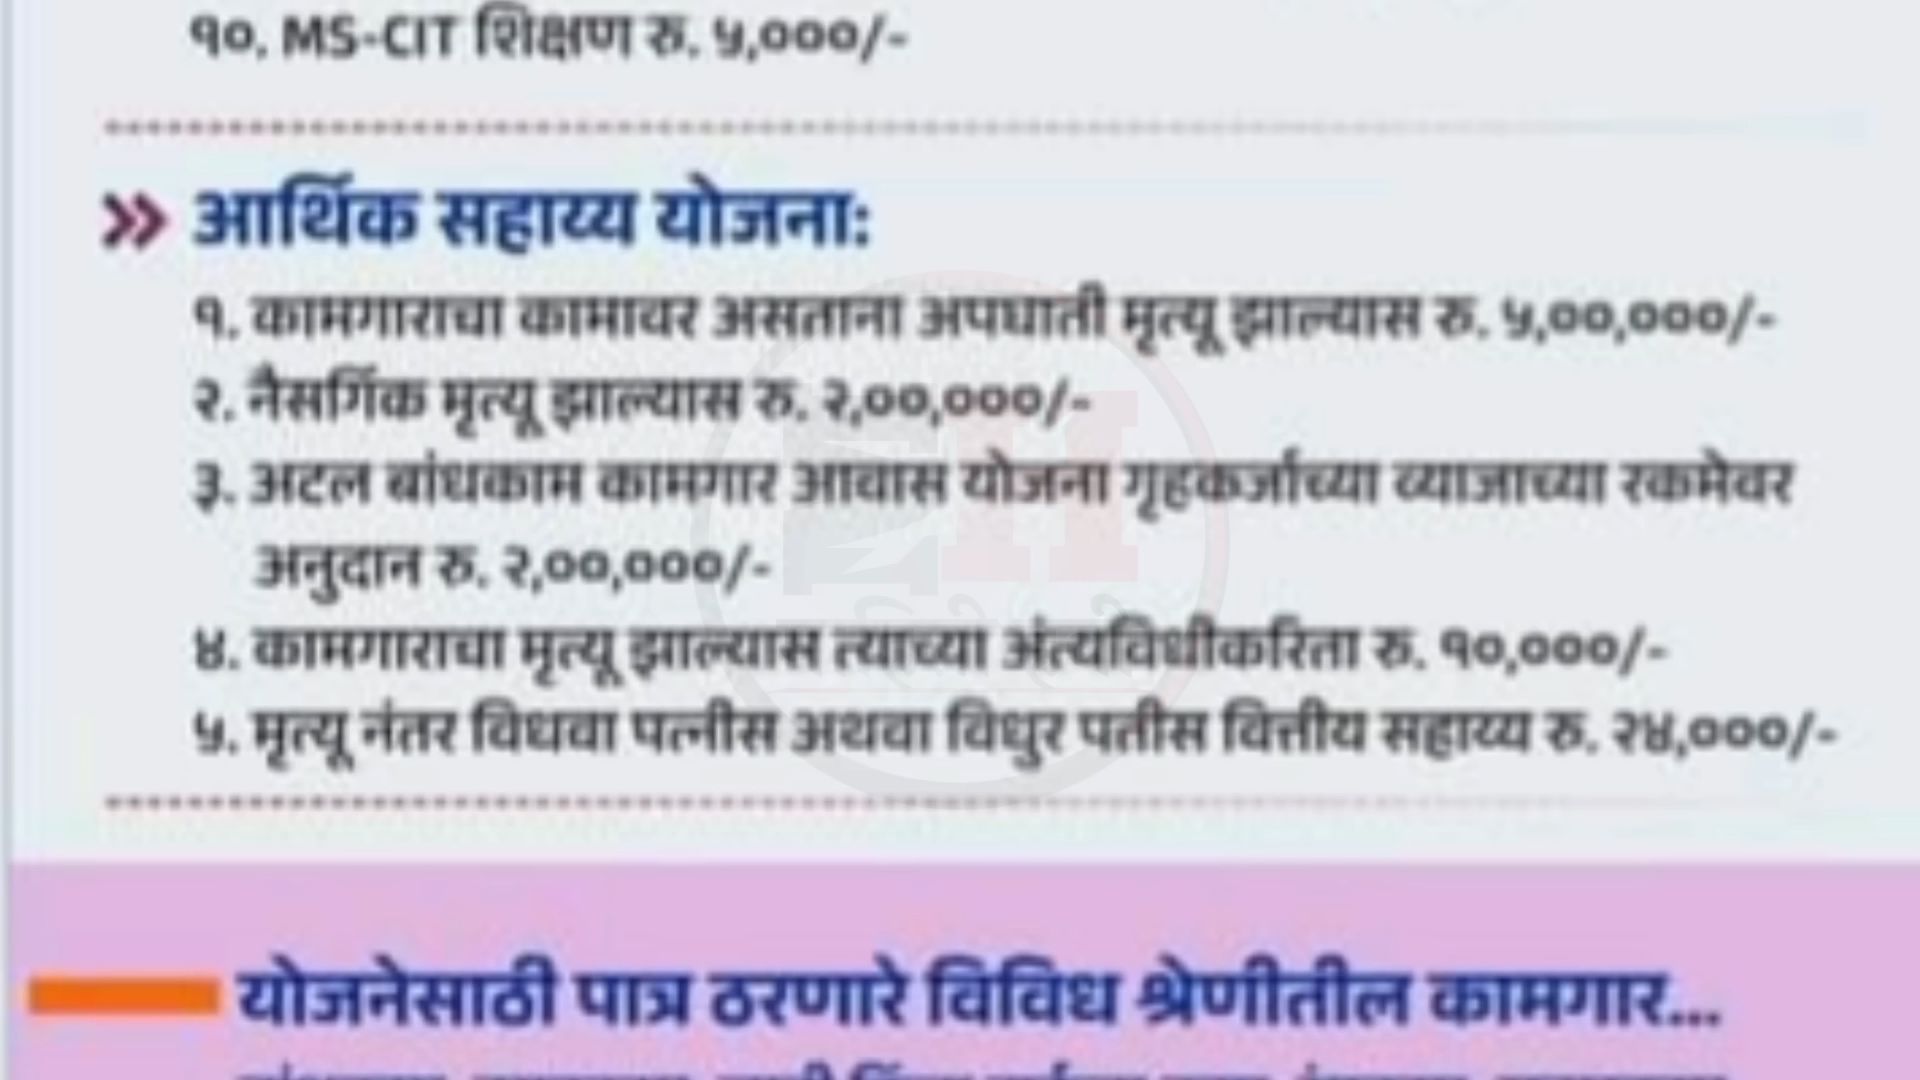 १०. MS-CIT शिक्षण रु. ५,०००/-
» आर्थिक सहाय्य योजना:
१. कामगाराचा कामावर असताना अपघाती मृत्यू झाल्यास रु. ५,००,०००/-
२. नैसर्गिक मृत्यू झाल्यास रु. २,००,०००/-
३. अटल बांधकाम कामगार आवास योजना गृहकर्जाच्या व्याजाच्या रकमेवर
अनुदान रु. २,००,०००/-
४. कामगाराचा मृत्यू झाल्यास त्याच्या अंत्यविधीकरिता रु. १०,०००/-
५. मृत्यू नंतर विधवा पत्नीस अथवा विधुर पतीस वित्तीय सहाय्य रु. २४,०००/-
योजनेसाठी पात्र ठरणारे विविध श्रेणीतील कामगार...